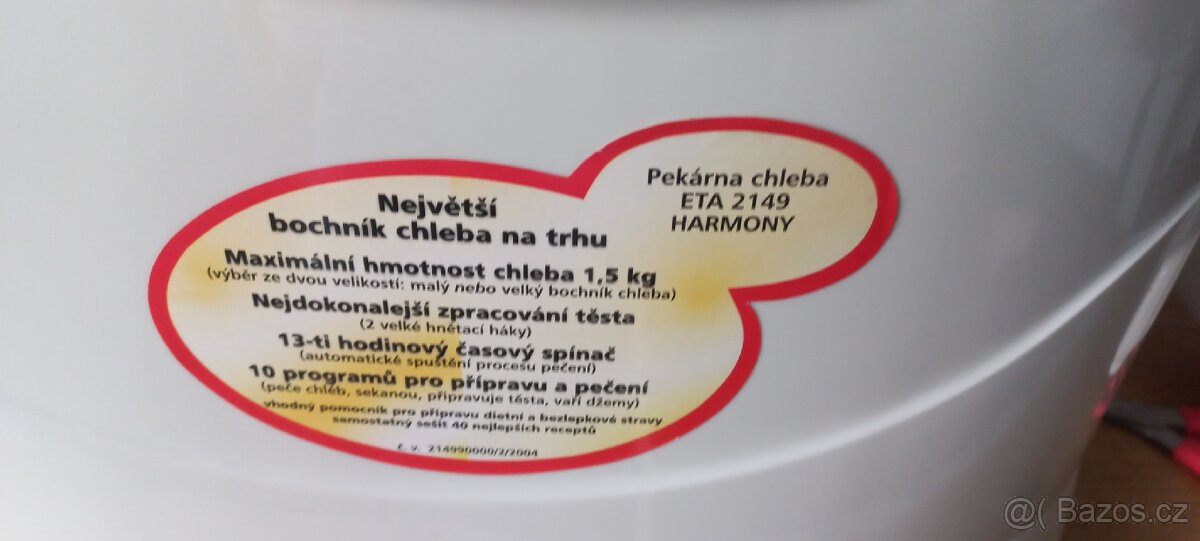 Pekárna chleba
ETA 2149
HARMONY
Největší
bochník chleba na trhu
Maximální hmotnost chleba 1,5 kg
(výběr ze dvou velikostí: malý nebo velký bochník chleba)
Nejdokonalejší zpracování těsta
(2 velké hnětací háky)
13-ti hodinový časový spínač
(automatické spuštění procesu pečení)
10 programů pro přípravu a pečení
(peče chléb, sekanou, připravuje těsta, vaří džemy)
vhodný pomocník pro přípravu dietní a bezlepkové stravy
samostatný sešit 40 nejlepších receptů
č. v. 214990000/2/2004
@( Bazos.cz